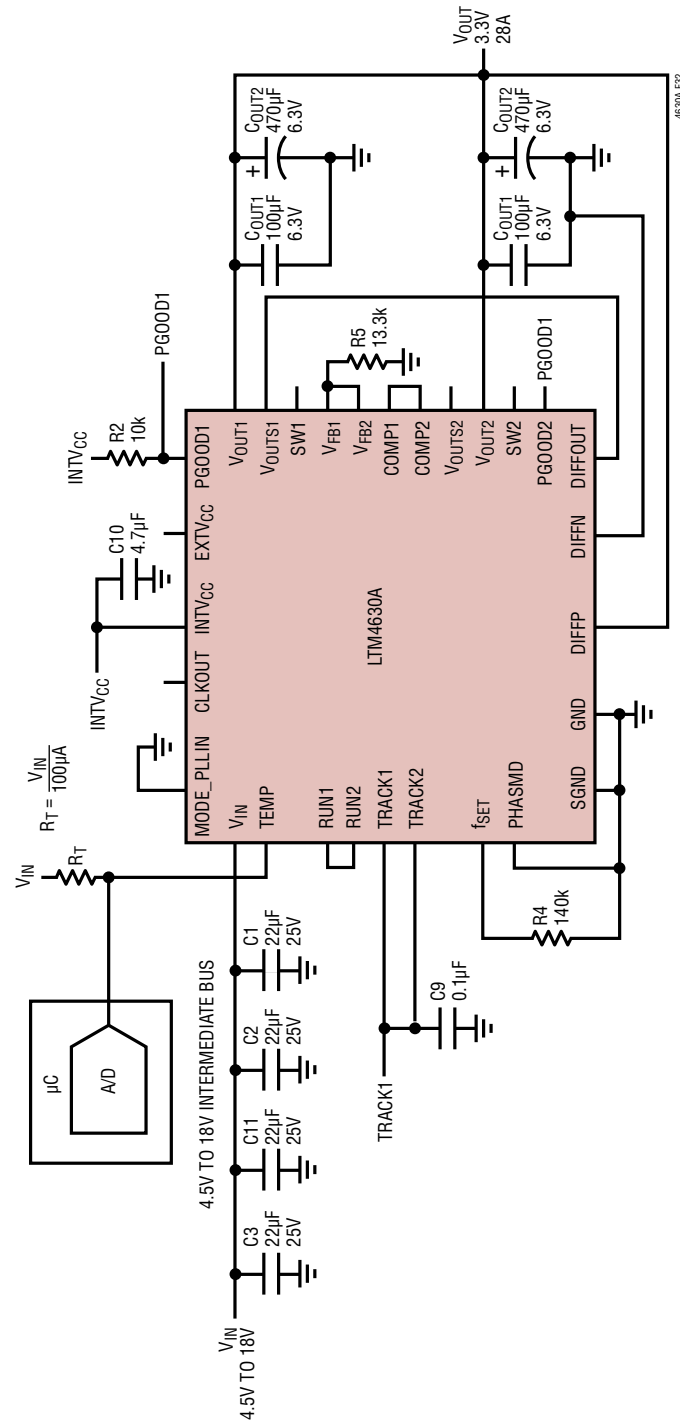 µC
A/D
VIN
RT
RT = VIN
100µA
VIN
4.5V TO 18V
4.5V TO 18V INTERMEDIATE BUS
C3
22µF
25V
C11
22µF
25V
C2
22µF
25V
C1
22µF
25V
INTVCC
C10
4.7µF
INTVCC
R2
10k
PGOOD1
MODE_PLLIN
CLKOUT
INTVCC
EXTVCC
PGOOD1
VIN
TEMP
RUN1
RUN2
TRACK1
TRACK2
fSET
PHASMD
LTM4630A
VOUT1
VOUTS1
SW1
VFB1
VFB2
COMP1
COMP2
VOUTS2
VOUT2
SW2
PGOOD2
SGND
GND
DIFFP
DIFFN
DIFFOUT
TRACK1
C9
0.1µF
R4
140k
R5
13.3k
PGOOD1
COUT1
100µF
6.3V
COUT2
470µF
6.3V
+
COUT1
100µF
6.3V
COUT2
470µF
6.3V
+
VOUT
3.3V
28A
4630A F32